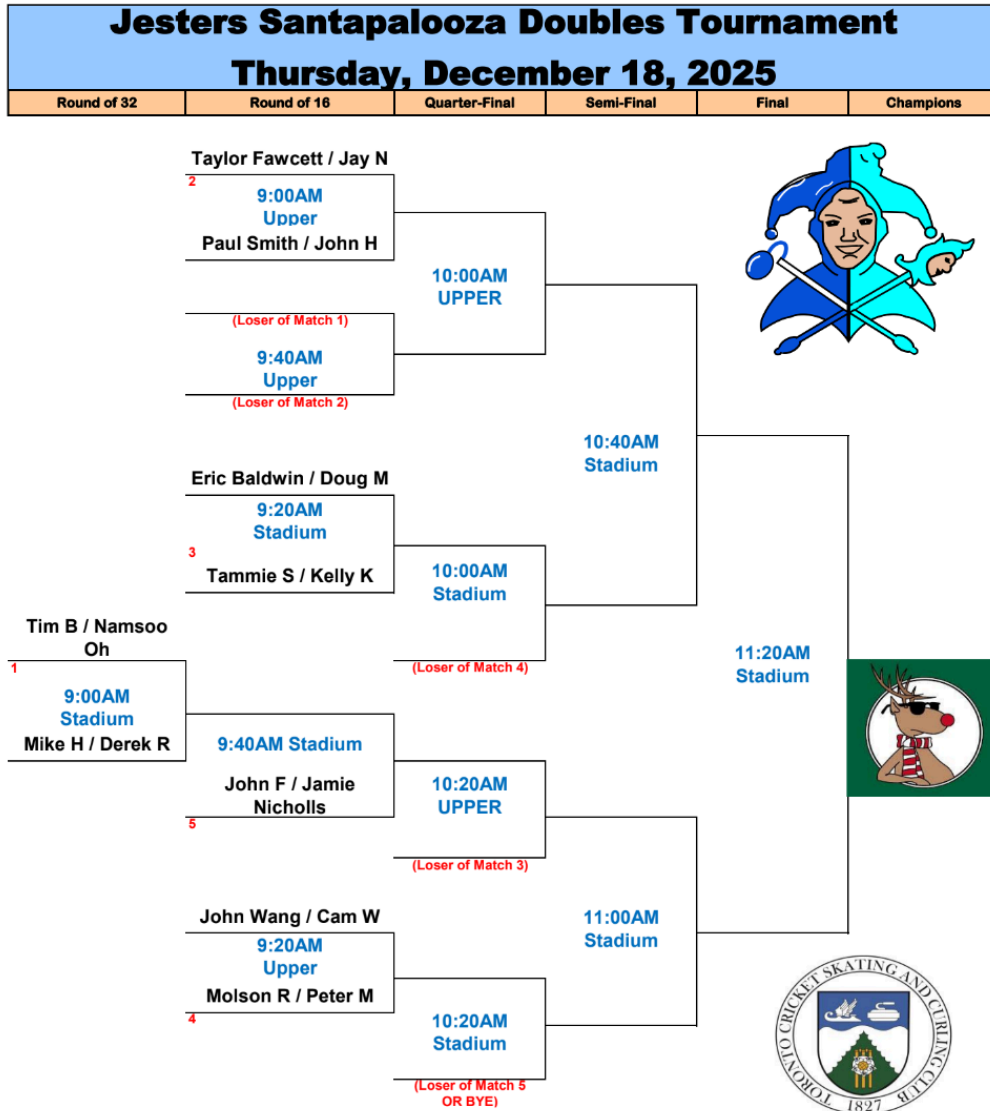 Jesters Santapalooza Doubles Tournament
Thursday, December 18, 2025
Round of 32
Round of 16
Quarter-Final
Semi-Final
Final
Champions
Taylor Fawcett / Jay N
2
9:00AM
Upper
Paul Smith / John H
10:00AM
UPPER
(Loser of Match 1)
9:40AM
Upper
(Loser of Match 2)
10:40AM
Stadium
Eric Baldwin / Doug M
9:20AM
Stadium
3
Tammie S / Kelly K
10:00AM
Stadium
(Loser of Match 4)
Tim B / Namsoo
Oh
1
9:00AM
Stadium
Mike H / Derek R
11:20AM
Stadium
9:40AM Stadium
John F / Jamie
Nicholls
5
10:20AM
UPPER
(Loser of Match 3)
John Wang / Cam W
9:20AM
Upper
Molson R / Peter M
4
11:00AM
Stadium
10:20AM
Stadium
(Loser of Match 5
OR BYE)
TORONTO CRICKET SKATING AND CURLING CLUB
1827